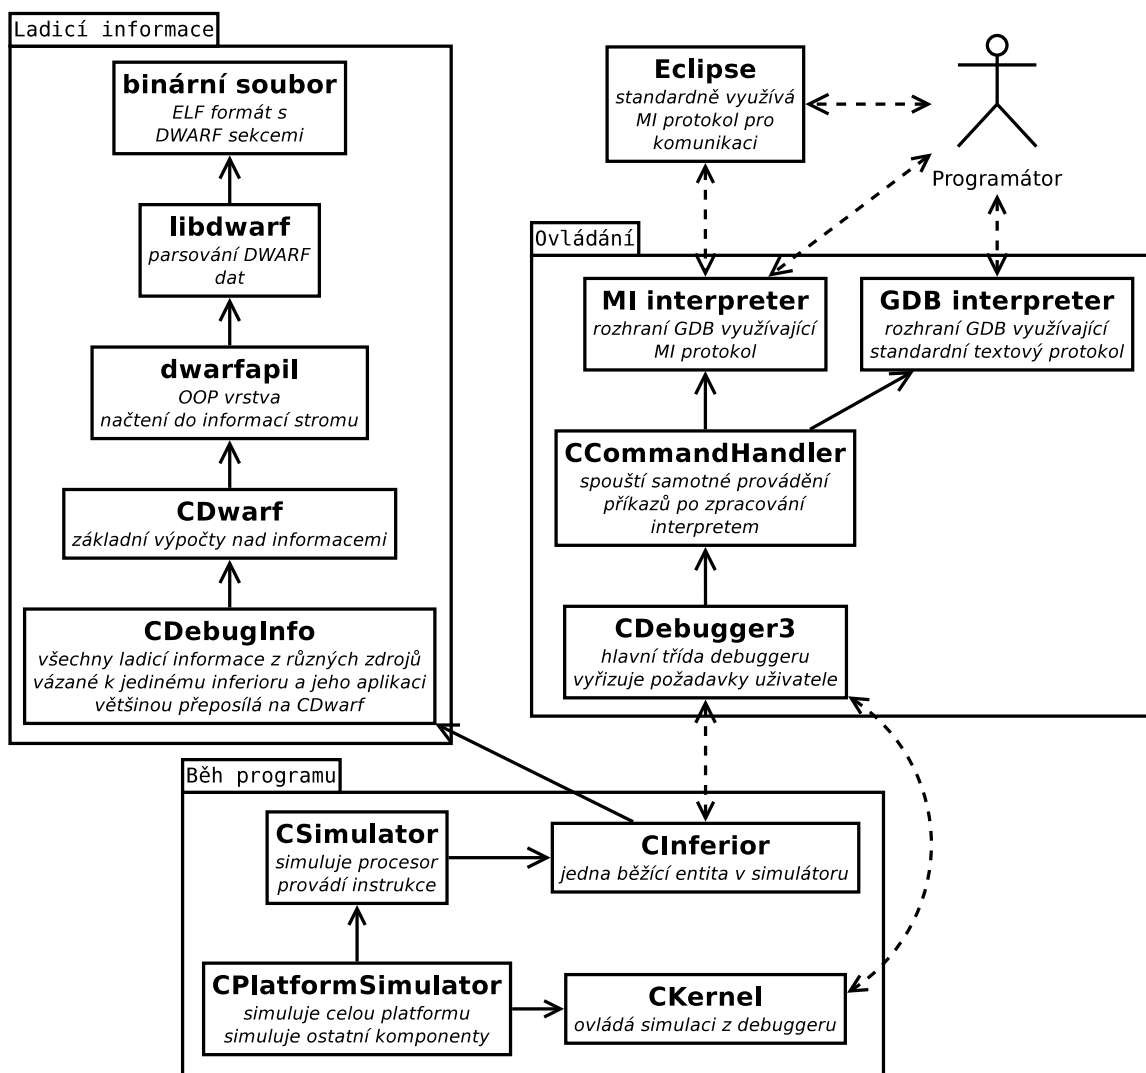 Ladicí informace
binární soubor
ELF formát s
DWARF sekcemi
libdwarf
parsování DWARF
dat
dwarfapil
OOP vrstva
načtení do informací stromu
CDwarf
základní výpočty nad informacemi
CDebugInfo
všechny ladicí informace z různých zdrojů
vázané k jedinému inferioru a jeho aplikaci
většinou přeposílá na CDwarf
Eclipse
standardně využívá
MI protokol pro
komunikaci
Programátor
Ovládání
MI interpreter
rozhraní GDB využívající
MI protokol
GDB interpreter
rozhraní GDB využívající
standardní textový protokol
CCommandHandler
spouští samotné provádění
příkazů po zpracování
interpretem
CDebugger3
hlavní třída debuggeru
vyřizuje požadavky uživatele
Běh programu
CSimulator
simuluje procesor
provádí instrukce
CInferior
jedna běžící entita v simulátoru
CPlatformSimulator
simuluje celou platformu
simuluje ostatní komponenty
CKernel
ovládá simulaci z debuggeru